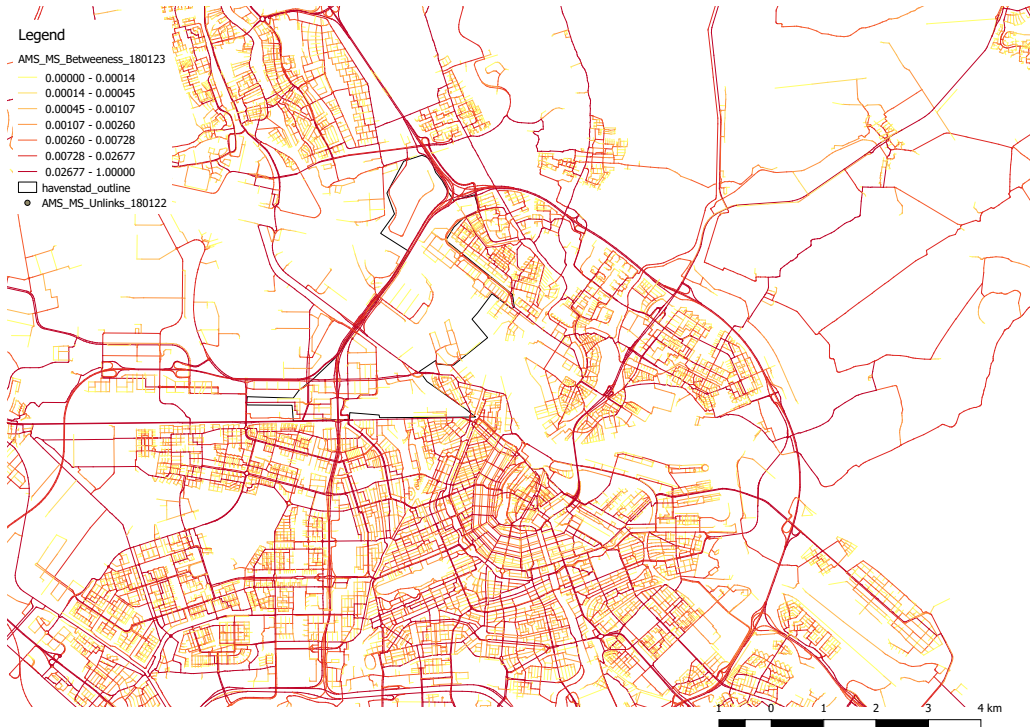 Legend
AMS_MS_Betweeness_180123
0.00000 - 0.00014
0.00014 - 0.00045
0.00045 - 0.00107
0.00107 - 0.00260
0.00260 - 0.00728
0.00728 - 0.02677
0.02677 - 1.00000
havenstad_outline
AMS_MS_Unlinks_180122
1 0 1 2 3 4 km